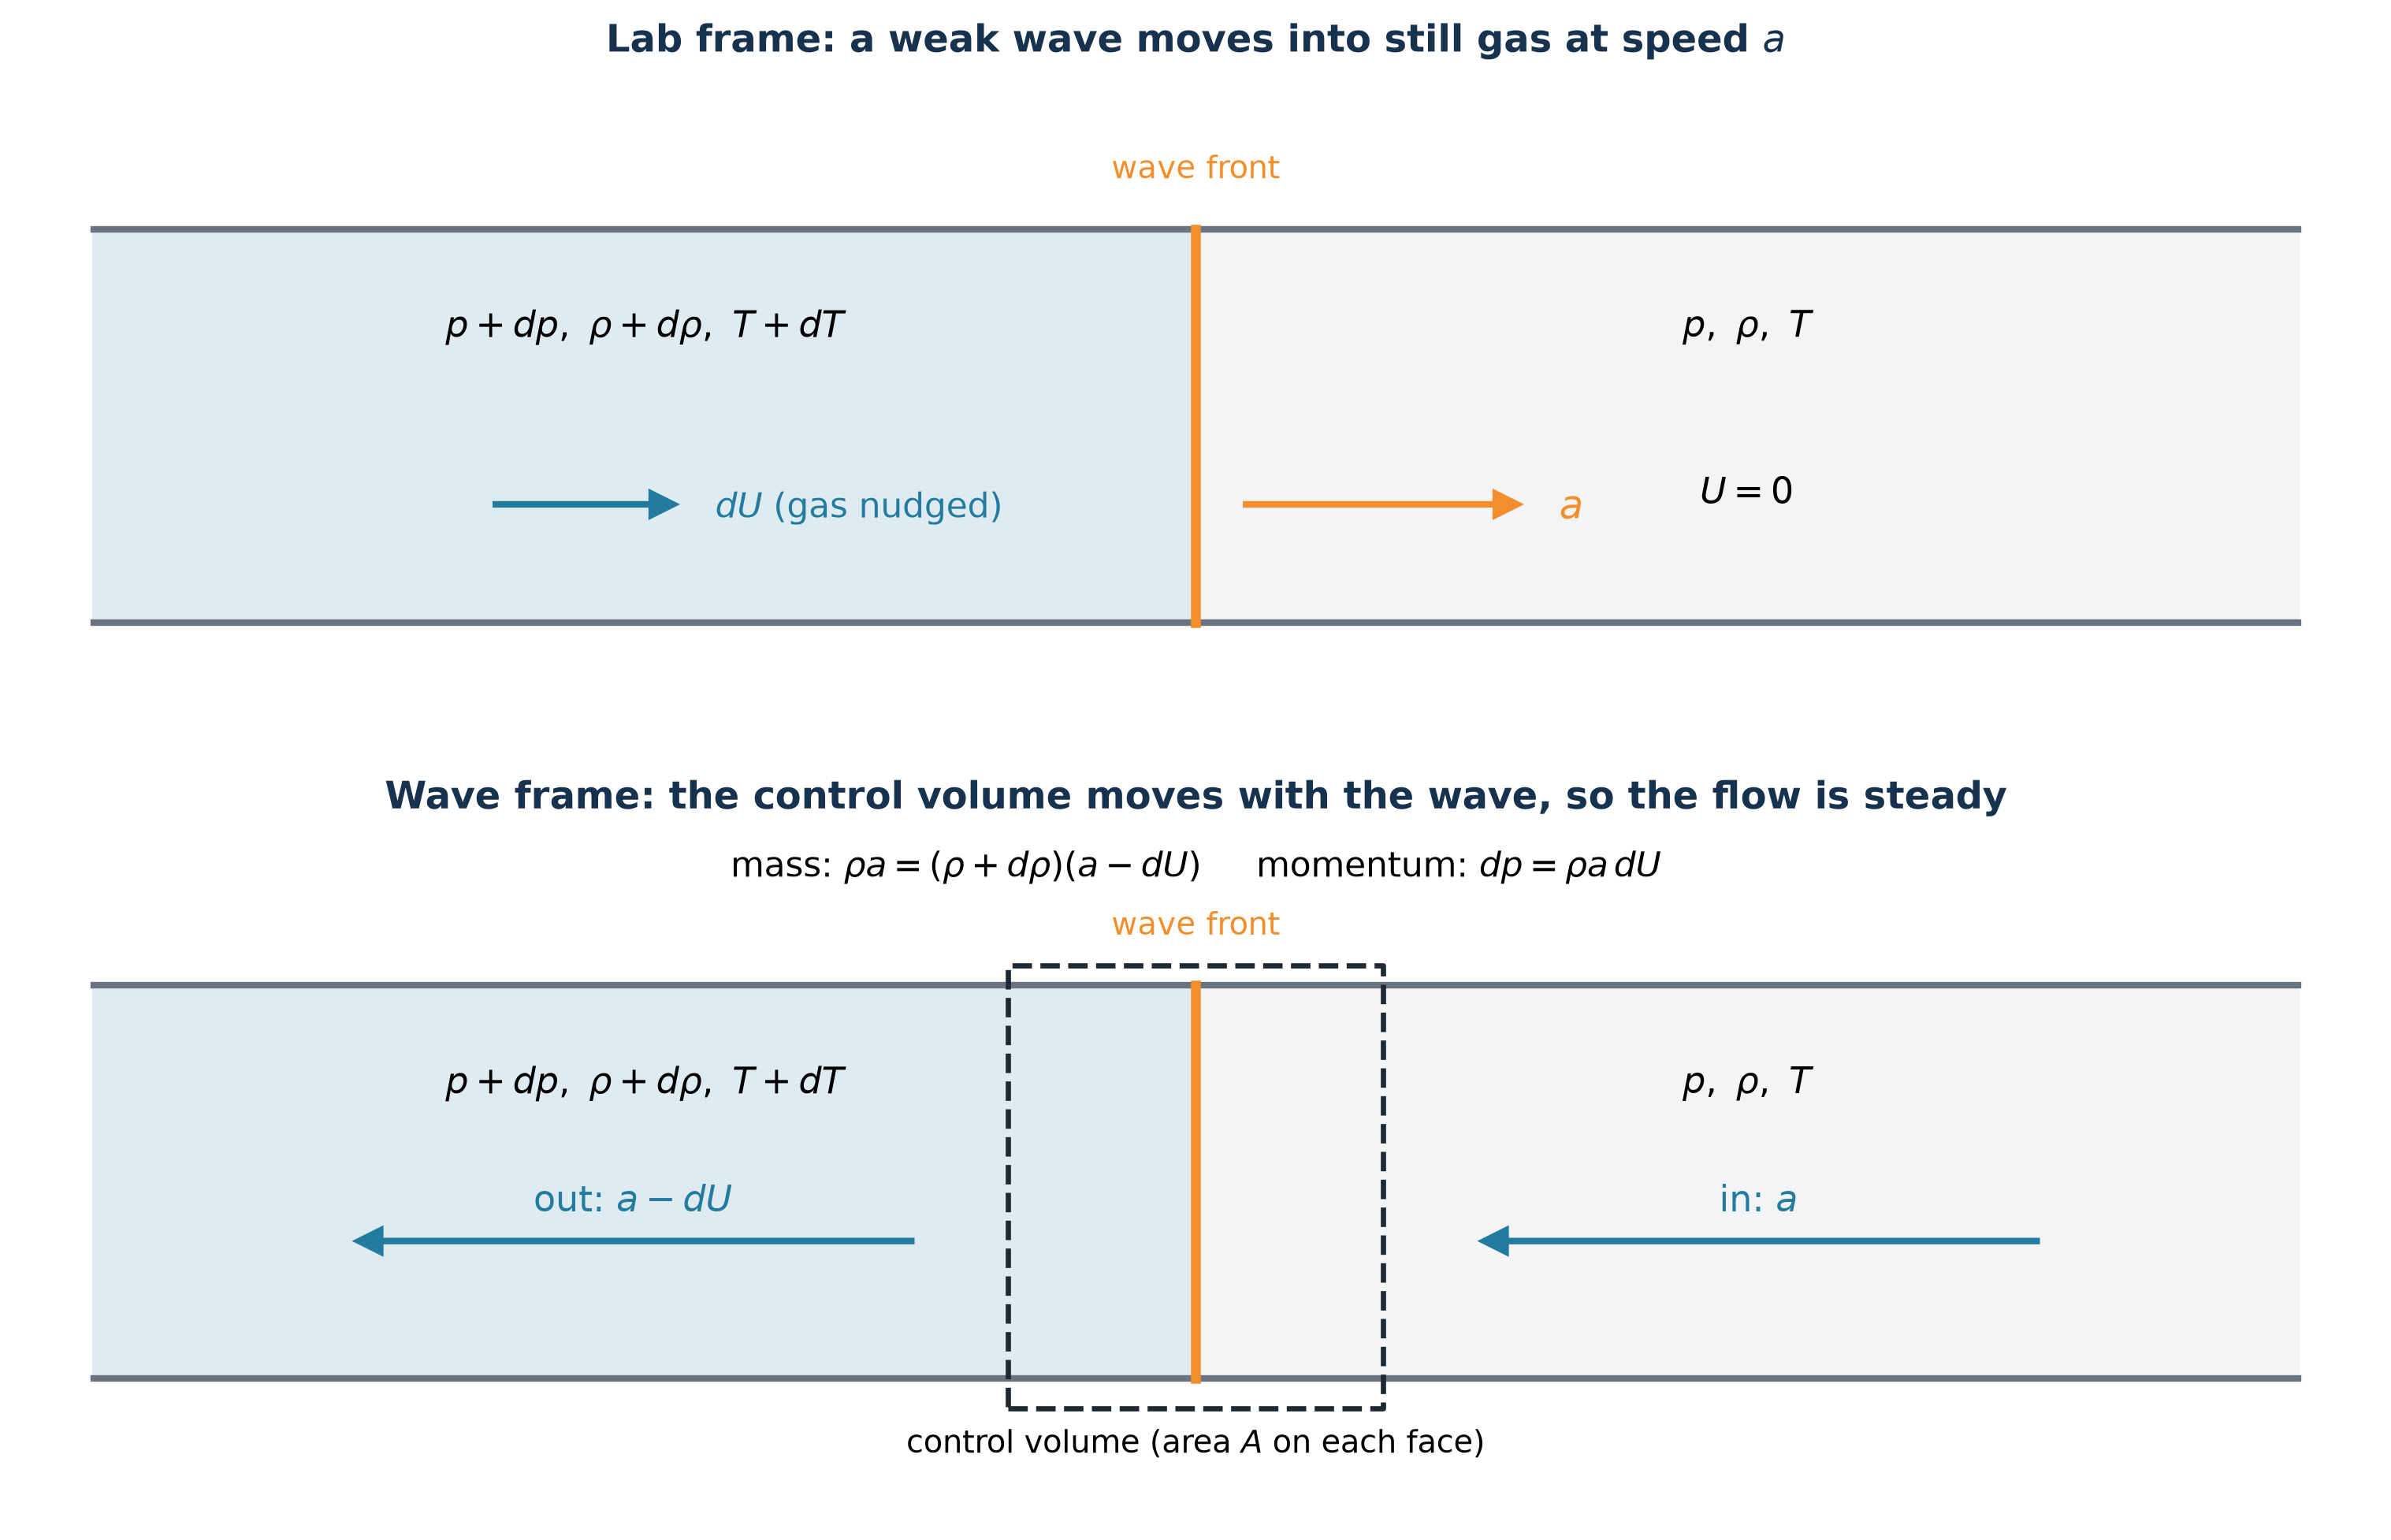 Lab frame: a weak wave moves into still gas at speed a
wave front
p + dp, ρ + dρ, T + dT
p, ρ, T
dU (gas nudged)
a
U = 0
Wave frame: the control volume moves with the wave, so the flow is steady
mass: ρa = (ρ + dρ)(a − dU)  momentum: dp = ρa dU
wave front
p + dp, ρ + dρ, T + dT
p, ρ, T
out: a − dU
in: a
control volume (area A on each face)